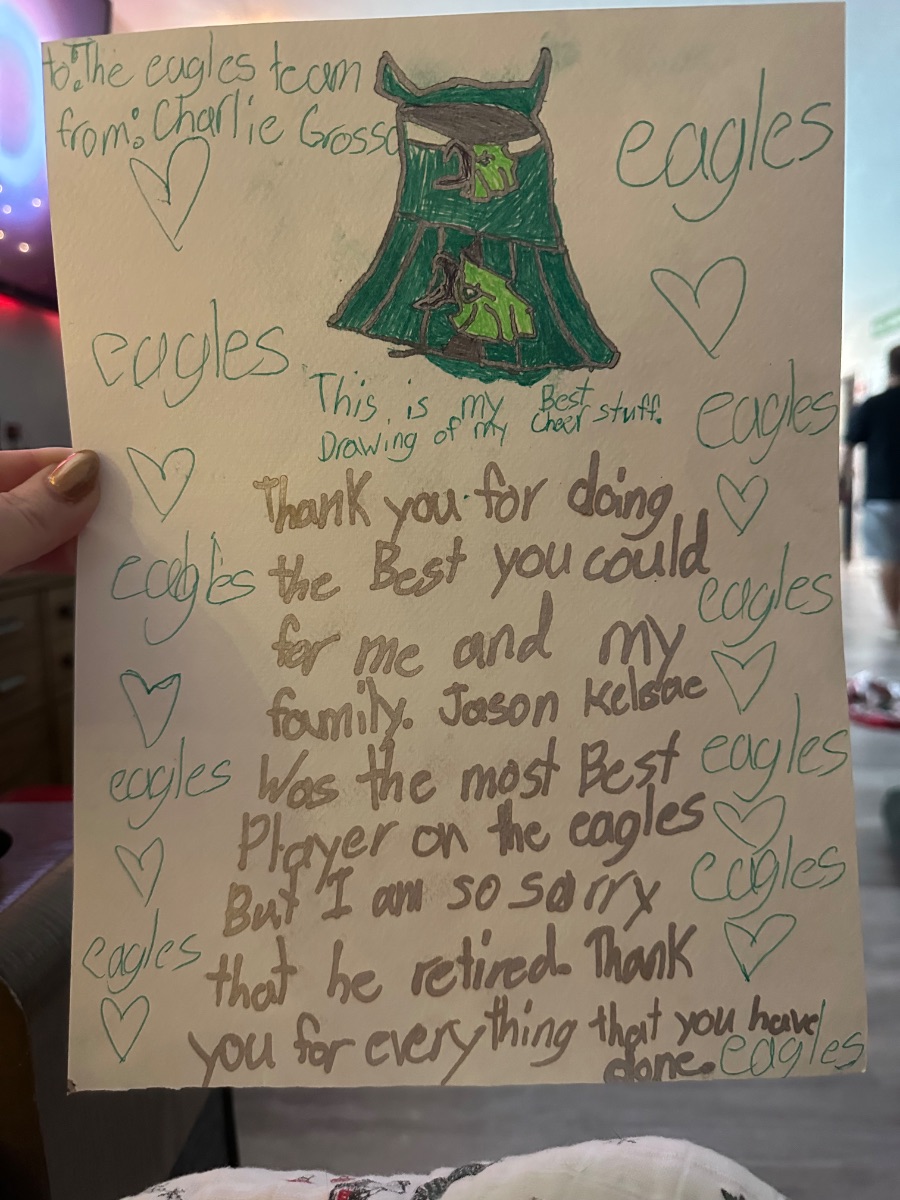 to: The eagles team
from: Charlie Grosso
eagles
eagles
This is my Best
Drawing of my Cheer stuff.
eagles
Thank you for doing
the Best you could
eagles
eagles
for me and my
family. Jason Kelsae
eagles
eagles
Was the most Best
Player on the eagles
eagles
But I am so sorry
eagles
that he retired. Thank
you for everything that you have
done. eagles